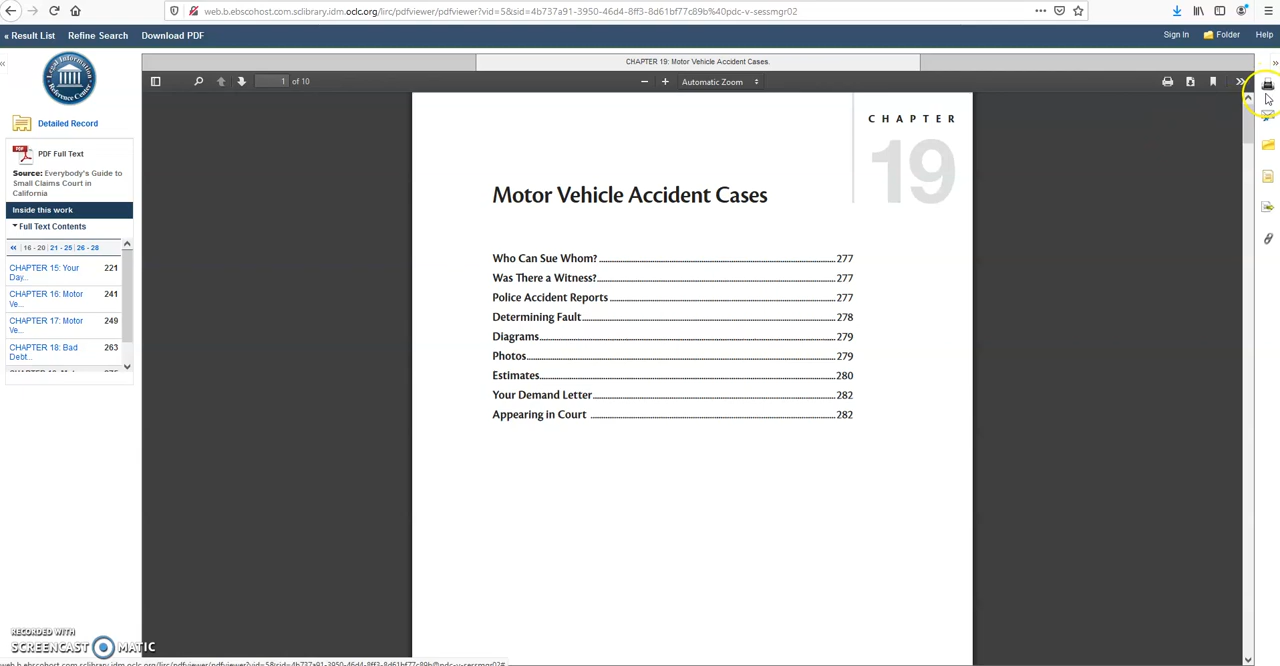 web.b.ebscohost.com.sclibrary.idm.oclc.org/lirc/pdfviewer/pdfviewer?vid=5&sid=4b737a91-3950-46d4-8ff3-8d61bf77c89b%40pdc-v-sessmgr02
« Result List
Refine Search
Download PDF
Sign In
Folder
Help
CHAPTER 19: Motor Vehicle Accident Cases.
1 of 10
Automatic Zoom
Detailed Record
PDF Full Text
Source: Everybody's Guide to
Small Claims Court in
California
Inside this work
Full Text Contents
« 16 - 20 21 - 25 26 - 28
CHAPTER 15: Your
Day... 221
CHAPTER 16: Motor
Ve... 241
CHAPTER 17: Motor
Ve... 249
CHAPTER 18: Bad
Debt... 263
CHAPTER
19
Motor Vehicle Accident Cases
Who Can Sue Whom? 277
Was There a Witness? 277
Police Accident Reports 277
Determining Fault 278
Diagrams 279
Photos 279
Estimates 280
Your Demand Letter 282
Appearing in Court 282
RECORDED WITH
SCREENCAST MATIC